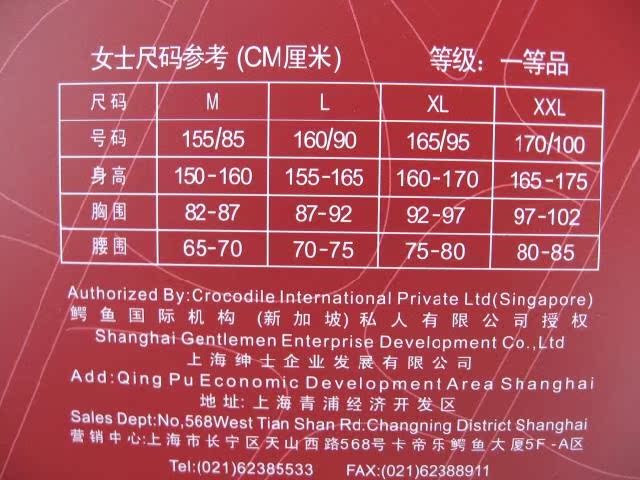 女士尺码参考 (CM厘米) 等级：一等品
尺码 M L XL XXL
号码 155/85 160/90 165/95 170/100
身高 150-160 155-165 160-170 165-175
胸围 82-87 87-92 92-97 97-102
腰围 65-70 70-75 75-80 80-85
Authorized By:Crocodile International Private Ltd(Singapore)
鳄鱼国际机构 (新加坡)私人有限公司授权
Shanghai Gentlemen Enterprise Development Co.,Ltd
上海绅士企业发展有限公司
Add:Qing Pu Economic Development Area Shanghai
地址: 上海青浦经济开发区
Sales Dept:No,568West Tian Shan Rd.Changning District Shanghai
营销中心:上海市长宁区天山西路568号卡帝乐鳄鱼大厦5F-A区
Tel:(021)62385533 FAX:(021)62388911